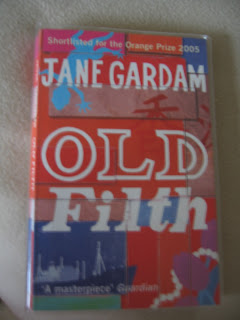 Shortlisted for the Orange Prize 2005
JANE GARDAM
OLD
Filth
'A masterpiece' Guardian